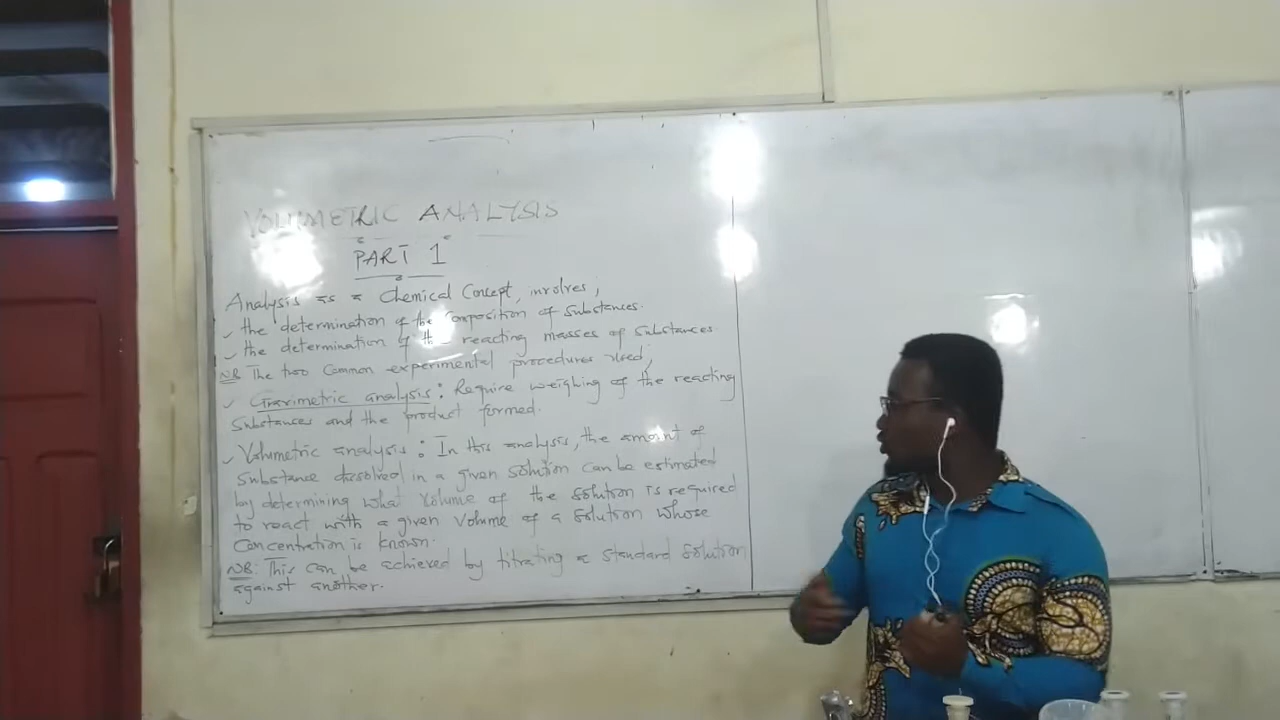 VOLUMETRIC ANALYSIS
PART 1
Analysis as a Chemical Concept, involves,
✓ the determination of the Composition of Substances.
✓ the determination of the reacting masses of substances.
NB The two Common experimental procedures used;
✓ Gravimetric analysis: Require weighing of the reacting
Substances and the product formed.
✓ Volumetric analysis: In this analysis, the amount of
Substance dissolved in a given solution can be estimated
by determining what volume of the solution is required
to react with a given volume of a solution whose
Concentration is known.
NB: This can be achieved by titrating a standard solution
against another.